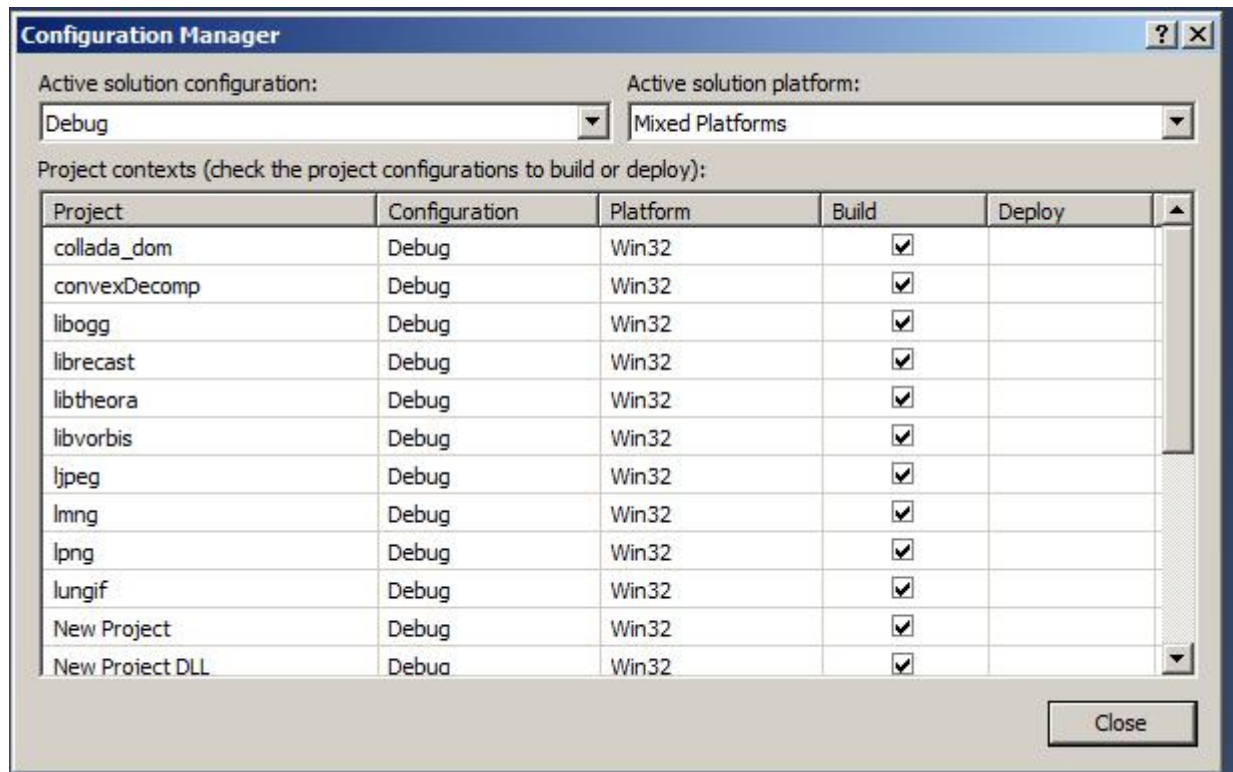 Configuration Manager
Active solution configuration: Active solution platform:
Debug Mixed Platforms
Project contexts (check the project configurations to build or deploy):
Project Configuration Platform Build Deploy
collada_dom Debug Win32
convexDecomp Debug Win32
libogg Debug Win32
librecast Debug Win32
libtheora Debug Win32
libvorbis Debug Win32
ljpeg Debug Win32
lmng Debug Win32
lpng Debug Win32
lungif Debug Win32
New Project Debug Win32
New Project DLL Debug Win32
Close